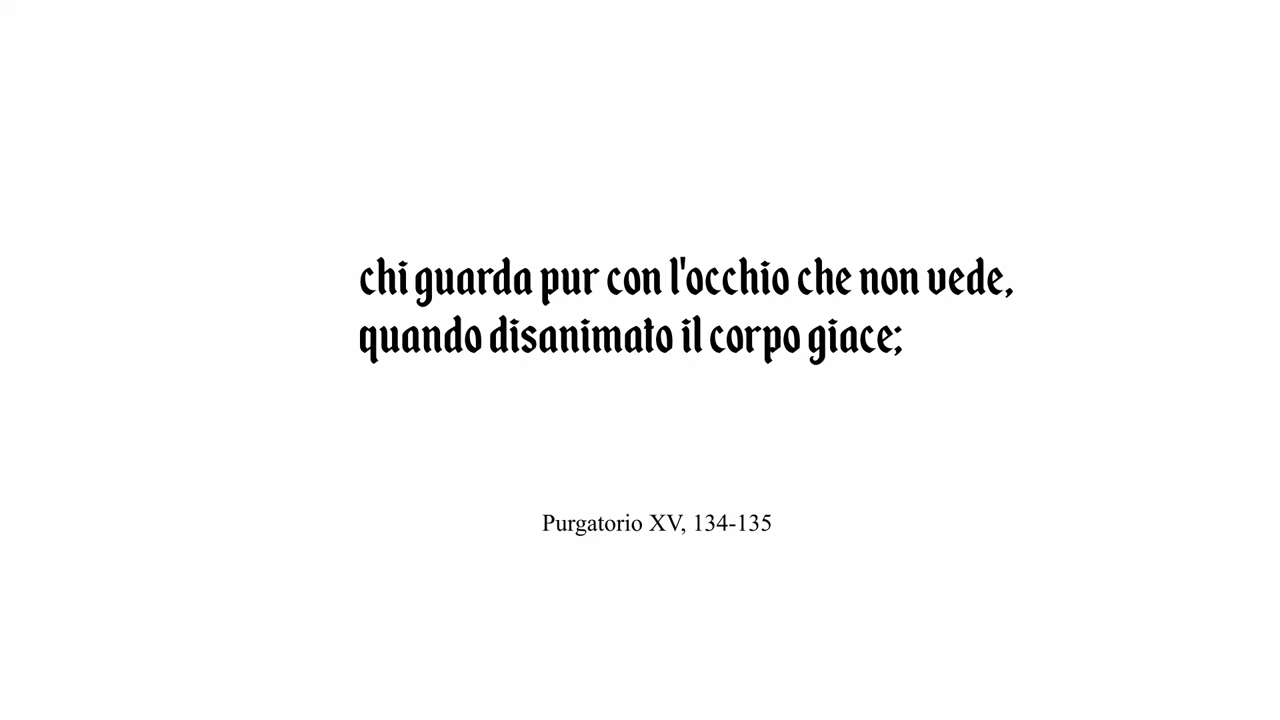 chi guarda pur con l'occhio che non vede,
quando disanimato il corpo giace;
Purgatorio XV, 134-135